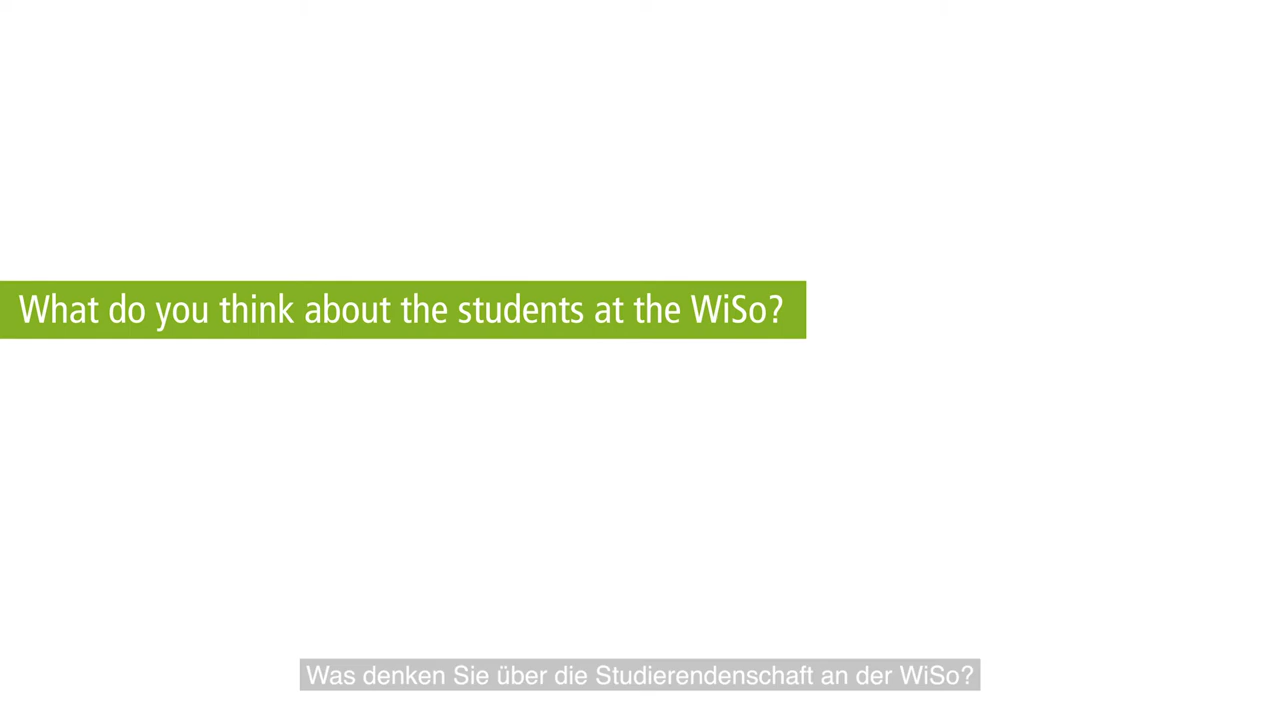 What do you think about the students at the WiSo?
Was denken Sie über die Studierendenschaft an der WiSo?